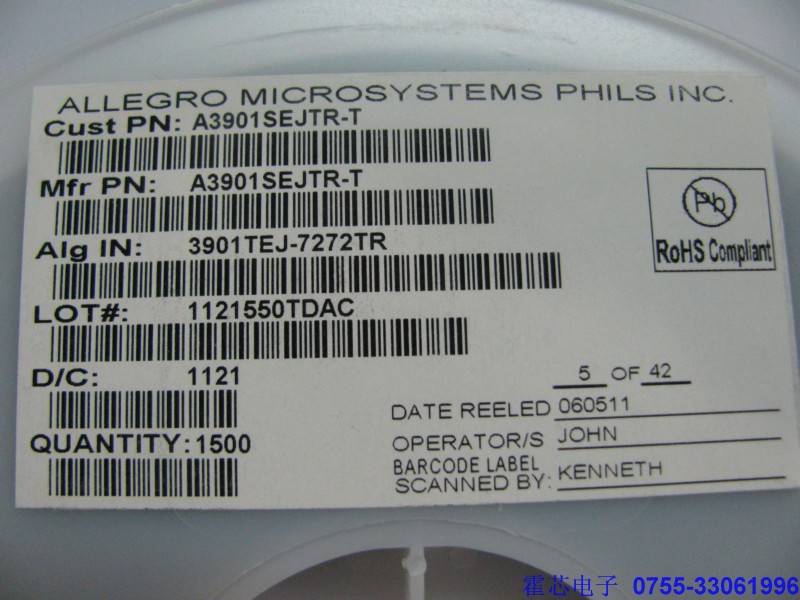 ALLEGRO MICROSYSTEMS PHILS INC.
Cust PN: A3901SEJTR-T
Mfr PN: A3901SEJTR-T
Pb
RoHS Compliant
Alg IN: 3901TEJ-7272TR
LOT#: 1121550TDAC
D/C: 1121
5 OF 42
DATE REELED 060511
QUANTITY: 1500
OPERATOR/S JOHN
BARCODE LABEL
SCANNED BY: KENNETH
霍芯电子 0755-33061996